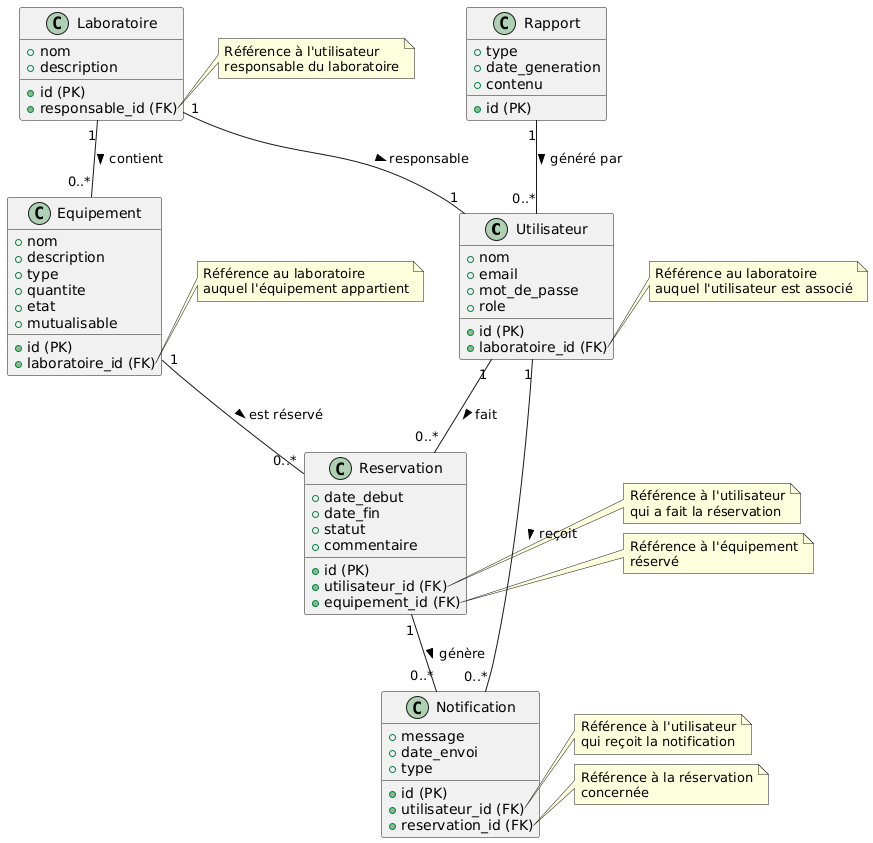 C Laboratoire
nom
description
id (PK)
responsable_id (FK)
Référence à l'utilisateur
responsable du laboratoire
C Rapport
type
date_generation
contenu
id (PK)
1
1
1
contient
responsable
généré par
0..*
1
0..*
C Equipement
nom
description
type
quantite
etat
mutualisable
id (PK)
laboratoire_id (FK)
Référence au laboratoire
auquel l'équipement appartient
C Utilisateur
nom
email
mot_de_passe
role
id (PK)
laboratoire_id (FK)
Référence au laboratoire
auquel l'utilisateur est associé
1
1
1
est réservé
fait
0..*
0..*
C Reservation
date_debut
date_fin
statut
commentaire
id (PK)
utilisateur_id (FK)
equipement_id (FK)
reçoit
Référence à l'utilisateur
qui a fait la réservation
Référence à l'équipement
réservé
1
génère
0..*
0..*
C Notification
message
date_envoi
type
id (PK)
utilisateur_id (FK)
reservation_id (FK)
Référence à l'utilisateur
qui reçoit la notification
Référence à la réservation
concernée